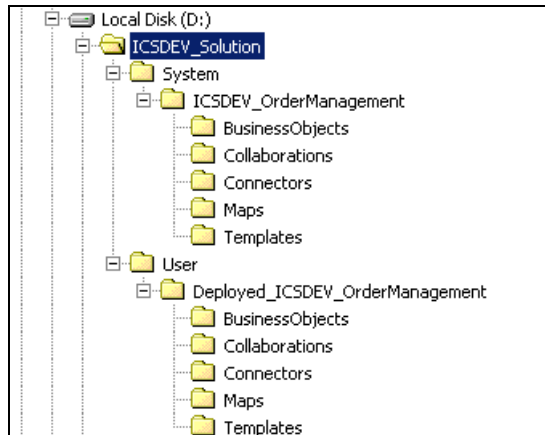 Local Disk (D:)
ICSDEV_Solution
System
ICSDEV_OrderManagement
BusinessObjects
Collaborations
Connectors
Maps
Templates
User
Deployed_ICSDEV_OrderManagement
BusinessObjects
Collaborations
Connectors
Maps
Templates